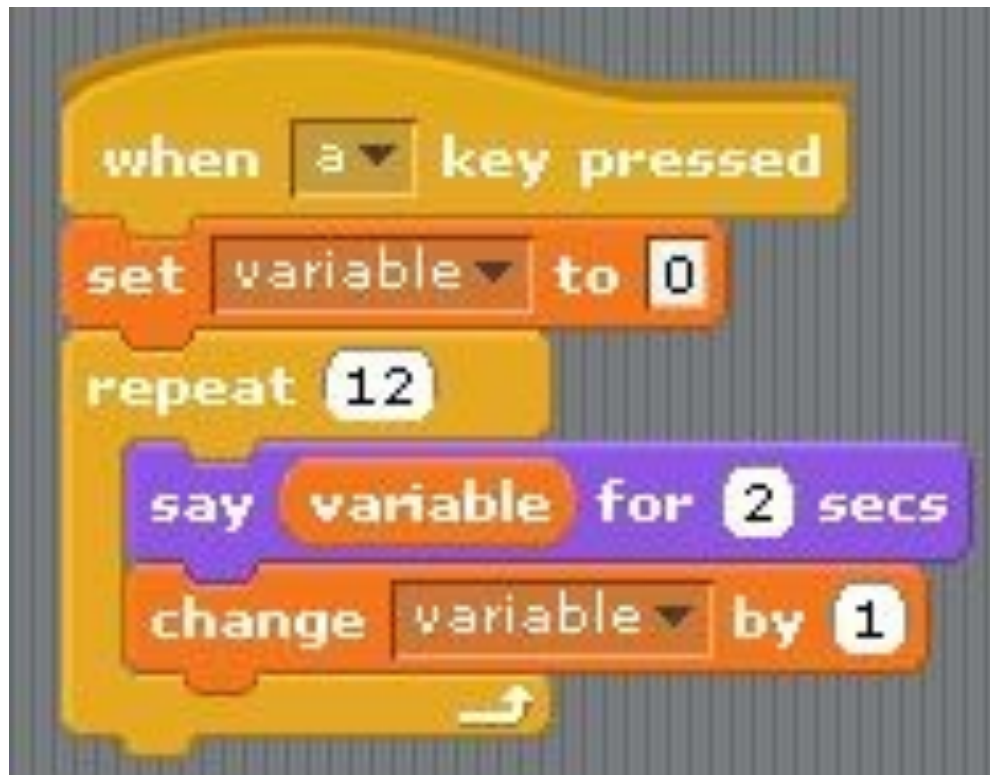 when a key pressed
set variable to 0
repeat 12
say variable for 2 secs
change variable by 1